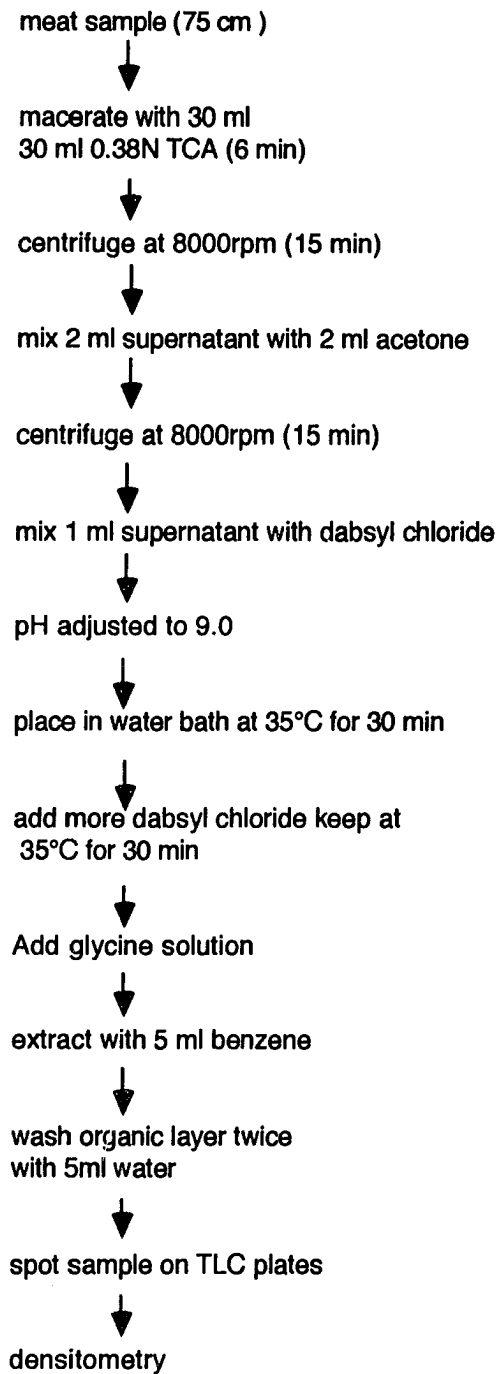 meat sample (75 cm )
macerate with 30 ml
30 ml 0.38N TCA (6 min)
centrifuge at 8000rpm (15 min)
mix 2 ml supernatant with 2 ml acetone
centrifuge at 8000rpm (15 min)
mix 1 ml supernatant with dabsyl chloride
pH adjusted to 9.0
place in water bath at 35°C for 30 min
add more dabsyl chloride keep at
35°C for 30 min
Add glycine solution
extract with 5 ml benzene
wash organic layer twice
with 5ml water
spot sample on TLC plates
densitometry